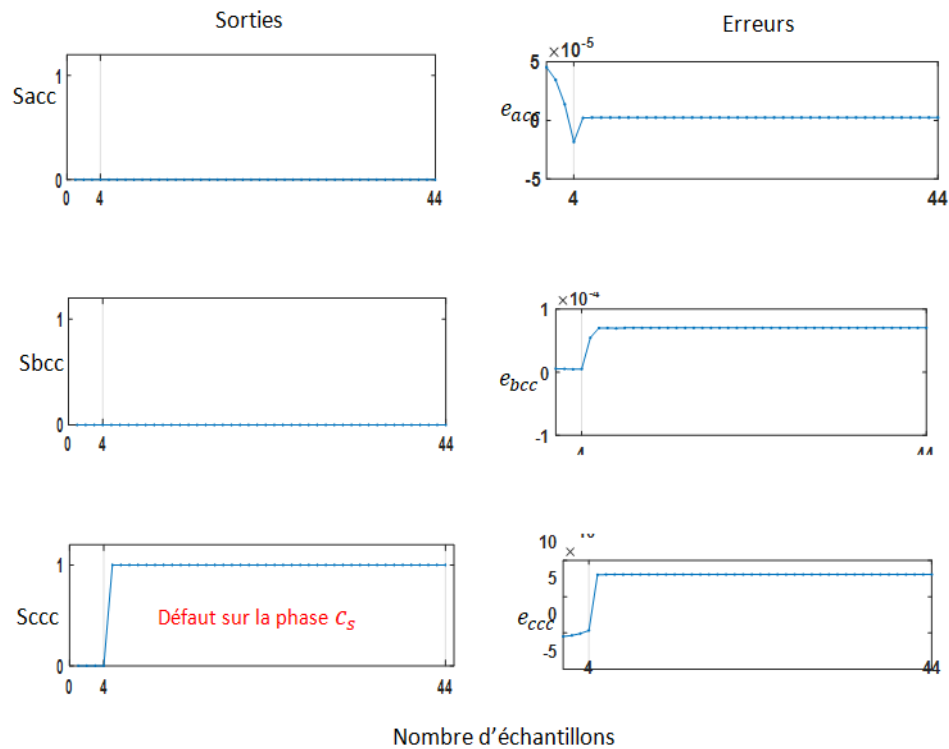 Sorties
Erreurs
Sacc
1
0
0 4 44
e_acc
×10⁻⁵
5
0
-5
4 44
Sbcc
1
0
0 4 44
e_bcc
×10⁻⁴
1
0
-1
4 44
Sccc
1
0
0 4 44
Défaut sur la phase c_s
e_ccc
10
×
5
0
-5
4 44
Nombre d'échantillons